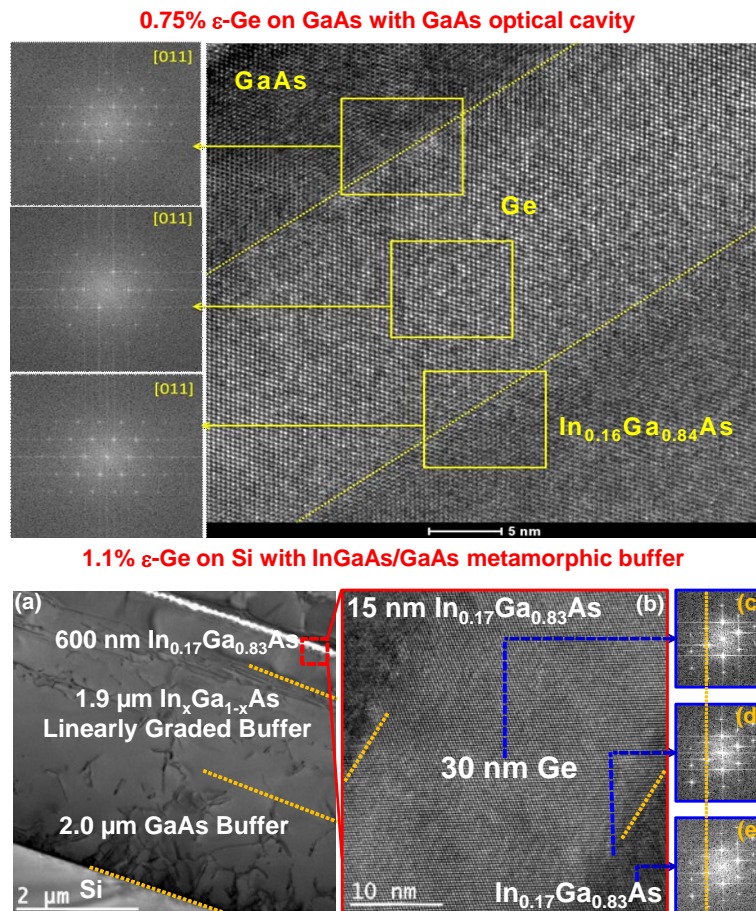 0.75% ε-Ge on GaAs with GaAs optical cavity
[011]
GaAs
Ge
[011]
[011]
In0.16Ga0.84As
5 nm
1.1% ε-Ge on Si with InGaAs/GaAs metamorphic buffer
(a)
600 nm In0.17Ga0.83As
1.9 µm InxGa1-xAs
Linearly Graded Buffer
2.0 µm GaAs Buffer
Si
2 µm
15 nm In0.17Ga0.83As
(b)
30 nm Ge
10 nm
In0.17Ga0.83As
(c)
(d)
(e)